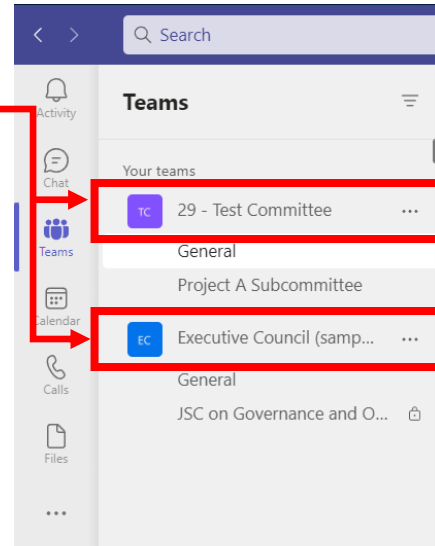 Search
Activity
Teams
Your teams
Chat
TC 29 - Test Committee ...
Teams
General
Project A Subcommittee
Calendar
EC Executive Council (samp... ...
General
Calls
JSC on Governance and O...
Files
...